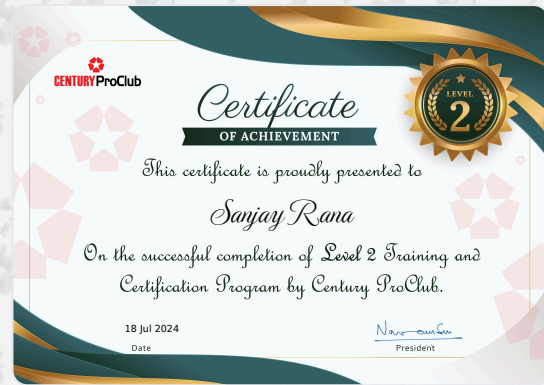 CENTURY ProClub
LEVEL
2
Certificate
OF ACHIEVEMENT
This certificate is proudly presented to
Sanjay Rana
On the successful completion of Level 2 Training and
Certification Program by Century ProClub.
18 Jul 2024
Date
President